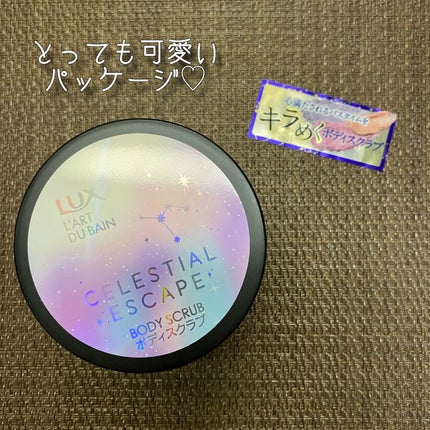 とっても可愛い
パッケージ♡
心満たされるバスタイムを
キラめくボディスクラブ
LUX
L'ART
DU BAIN
CELESTIAL
ESCAPE
BODY SCRUB
ボディスクラブ